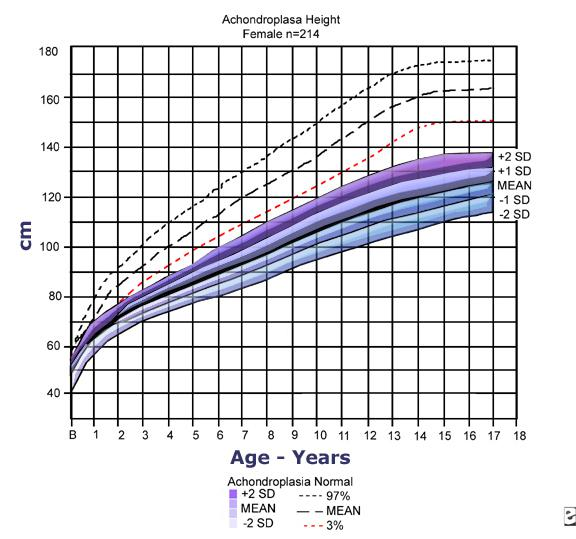 Achondroplasa Height
Female n=214
180
160
140
120
100
80
60
40
cm
+2 SD
+1 SD
MEAN
-1 SD
-2 SD
B 1 2 3 4 5 6 7 8 9 10 11 12 13 14 15 16 17 18
Age - Years
Achondroplasia Normal
+2 SD 97%
MEAN MEAN
-2 SD 3%